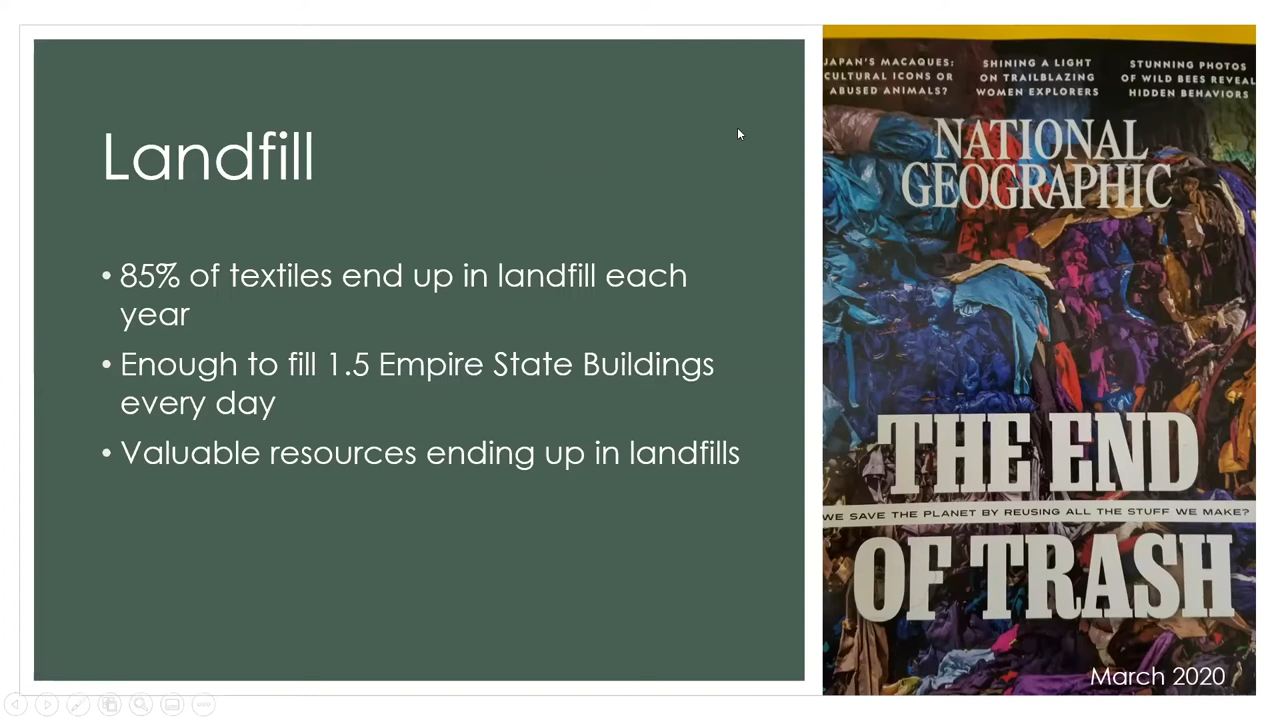 Landfill
• 85% of textiles end up in landfill each
year
• Enough to fill 1.5 Empire State Buildings
every day
• Valuable resources ending up in landfills
JAPAN'S MACAQUES:
CULTURAL ICONS OR
ABUSED ANIMALS?
SHINING A LIGHT
ON TRAILBLAZING
WOMEN EXPLORERS
STUNNING PHOTOS
OF WILD BEES REVEAL
HIDDEN BEHAVIORS
NATIONAL
GEOGRAPHIC
THE END
WE SAVE THE PLANET BY REUSING ALL THE STUFF WE MAKE?
OF TRASH
March 2020